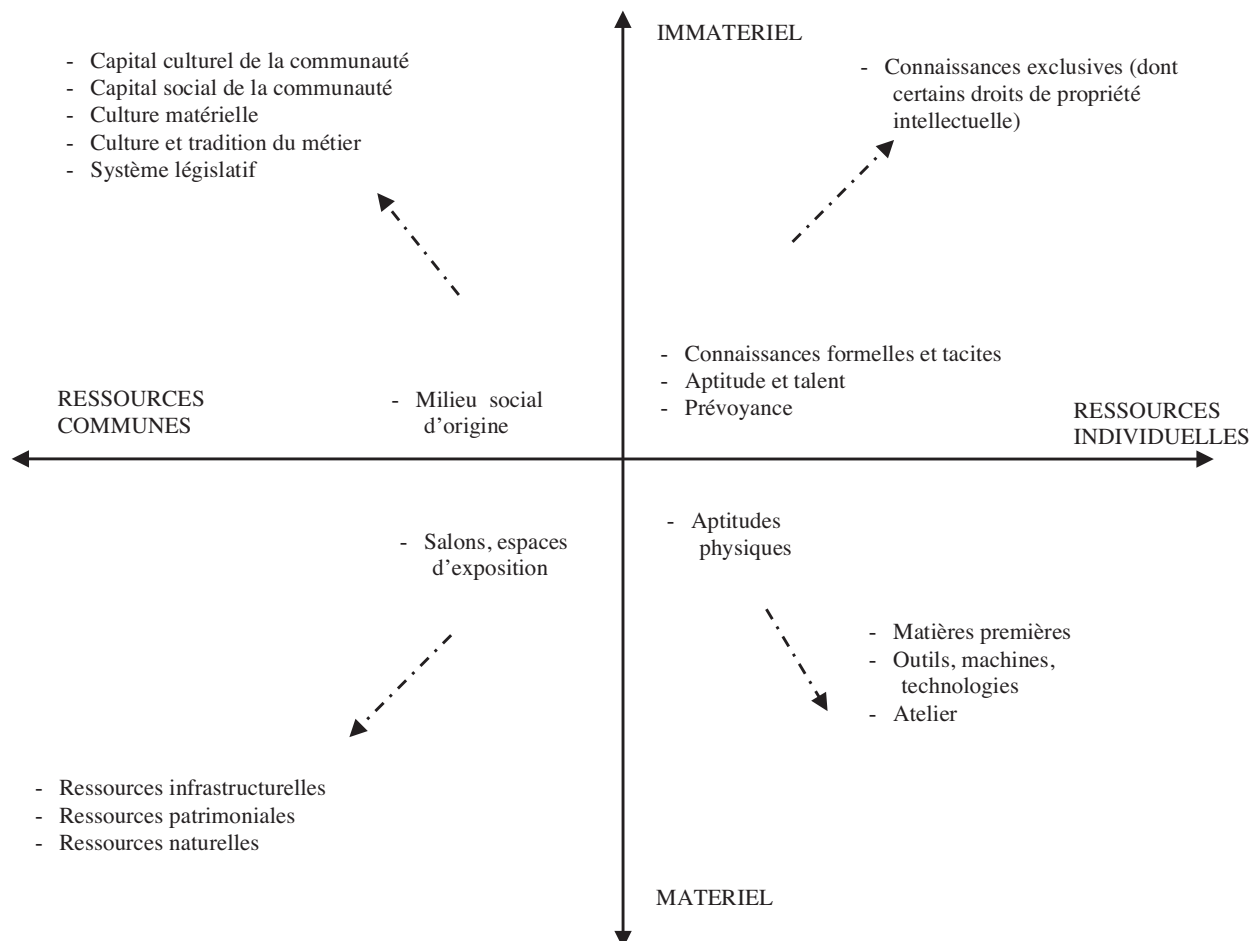 IMMATERIEL
- Capital culturel de la communauté
- Capital social de la communauté
- Culture matérielle
- Culture et tradition du métier
- Système législatif
- Connaissances exclusives (dont
certains droits de propriété
intellectuelle)
- Connaissances formelles et tacites
- Aptitude et talent
- Prévoyance
RESSOURCES
COMMUNES
- Milieu social
d'origine
RESSOURCES
INDIVIDUELLES
- Salons, espaces
d'exposition
- Aptitudes
physiques
- Matières premières
- Outils, machines,
technologies
- Atelier
- Ressources infrastructurelles
- Ressources patrimoniales
- Ressources naturelles
MATERIEL